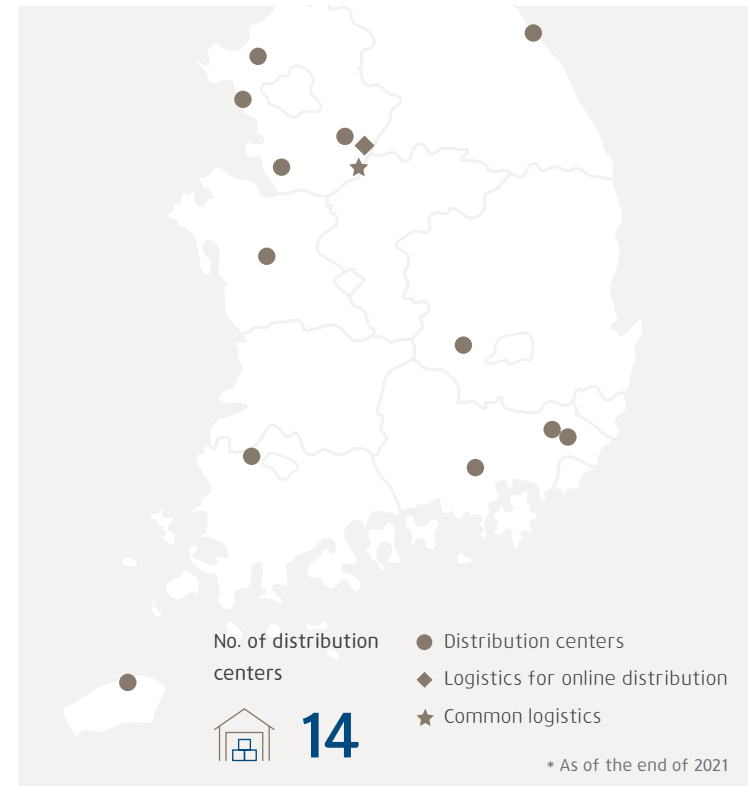 No. of distribution
centers
14
Distribution centers
Logistics for online distribution
Common logistics
* As of the end of 2021